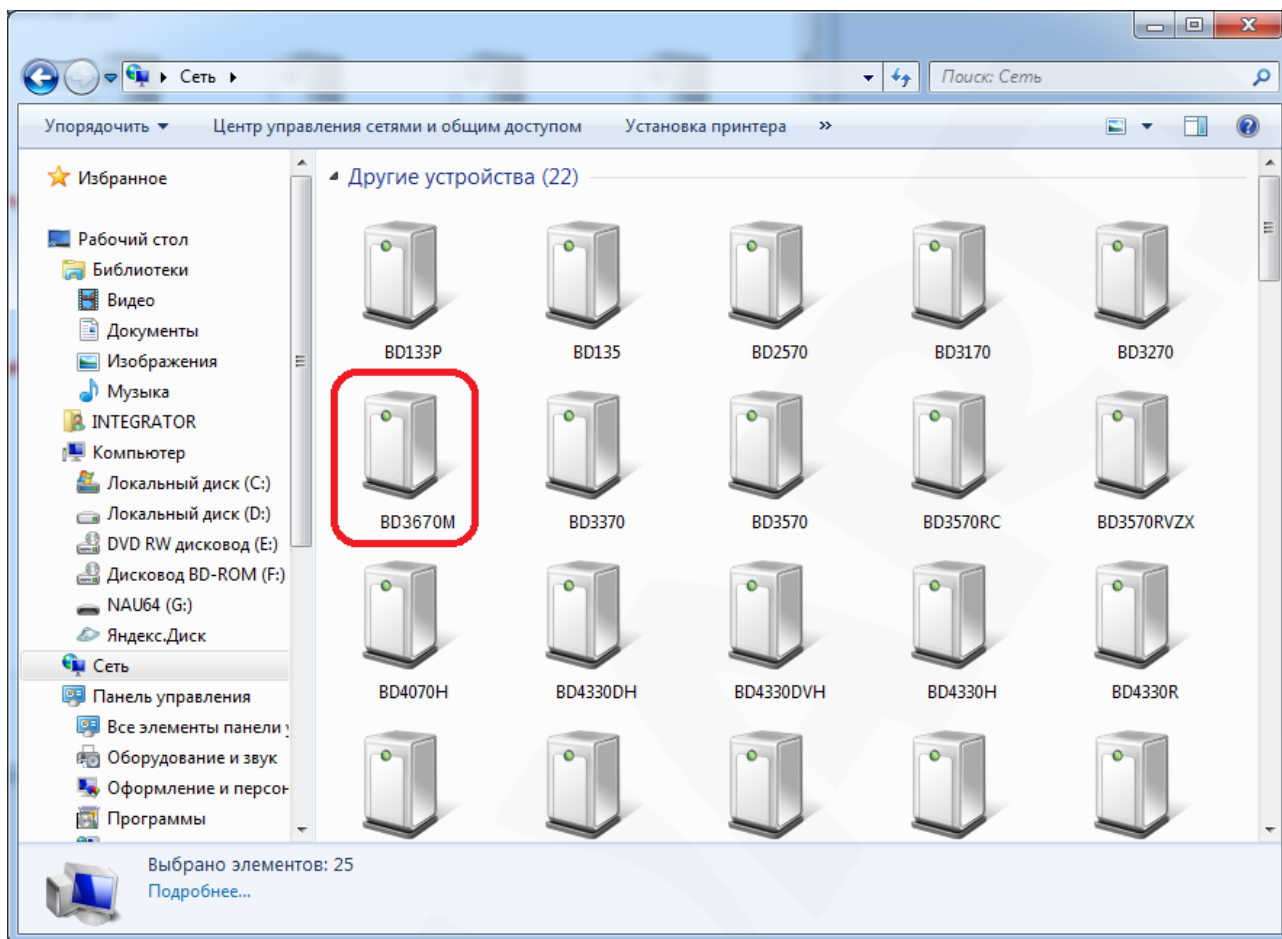 Сеть
Поиск: Сеть
Упорядочить
Центр управления сетями и общим доступом
Установка принтера
»
Избранное
Рабочий стол
Библиотеки
Видео
Документы
Изображения
Музыка
INTEGRATOR
Компьютер
Локальный диск (C:)
Локальный диск (D:)
DVD RW дисковод (E:)
Дисковод BD-ROM (F:)
NAU64 (G:)
Яндекс.Диск
Сеть
Панель управления
Все элементы панели
Оборудование и звук
Оформление и персон
Программы
Другие устройства (22)
BD133P BD135 BD2570 BD3170 BD3270
BD3670M BD3370 BD3570 BD3570RC BD3570RVZX
BD4070H BD4330DH BD4330DVH BD4330H BD4330R
Выбрано элементов: 25
Подробнее...